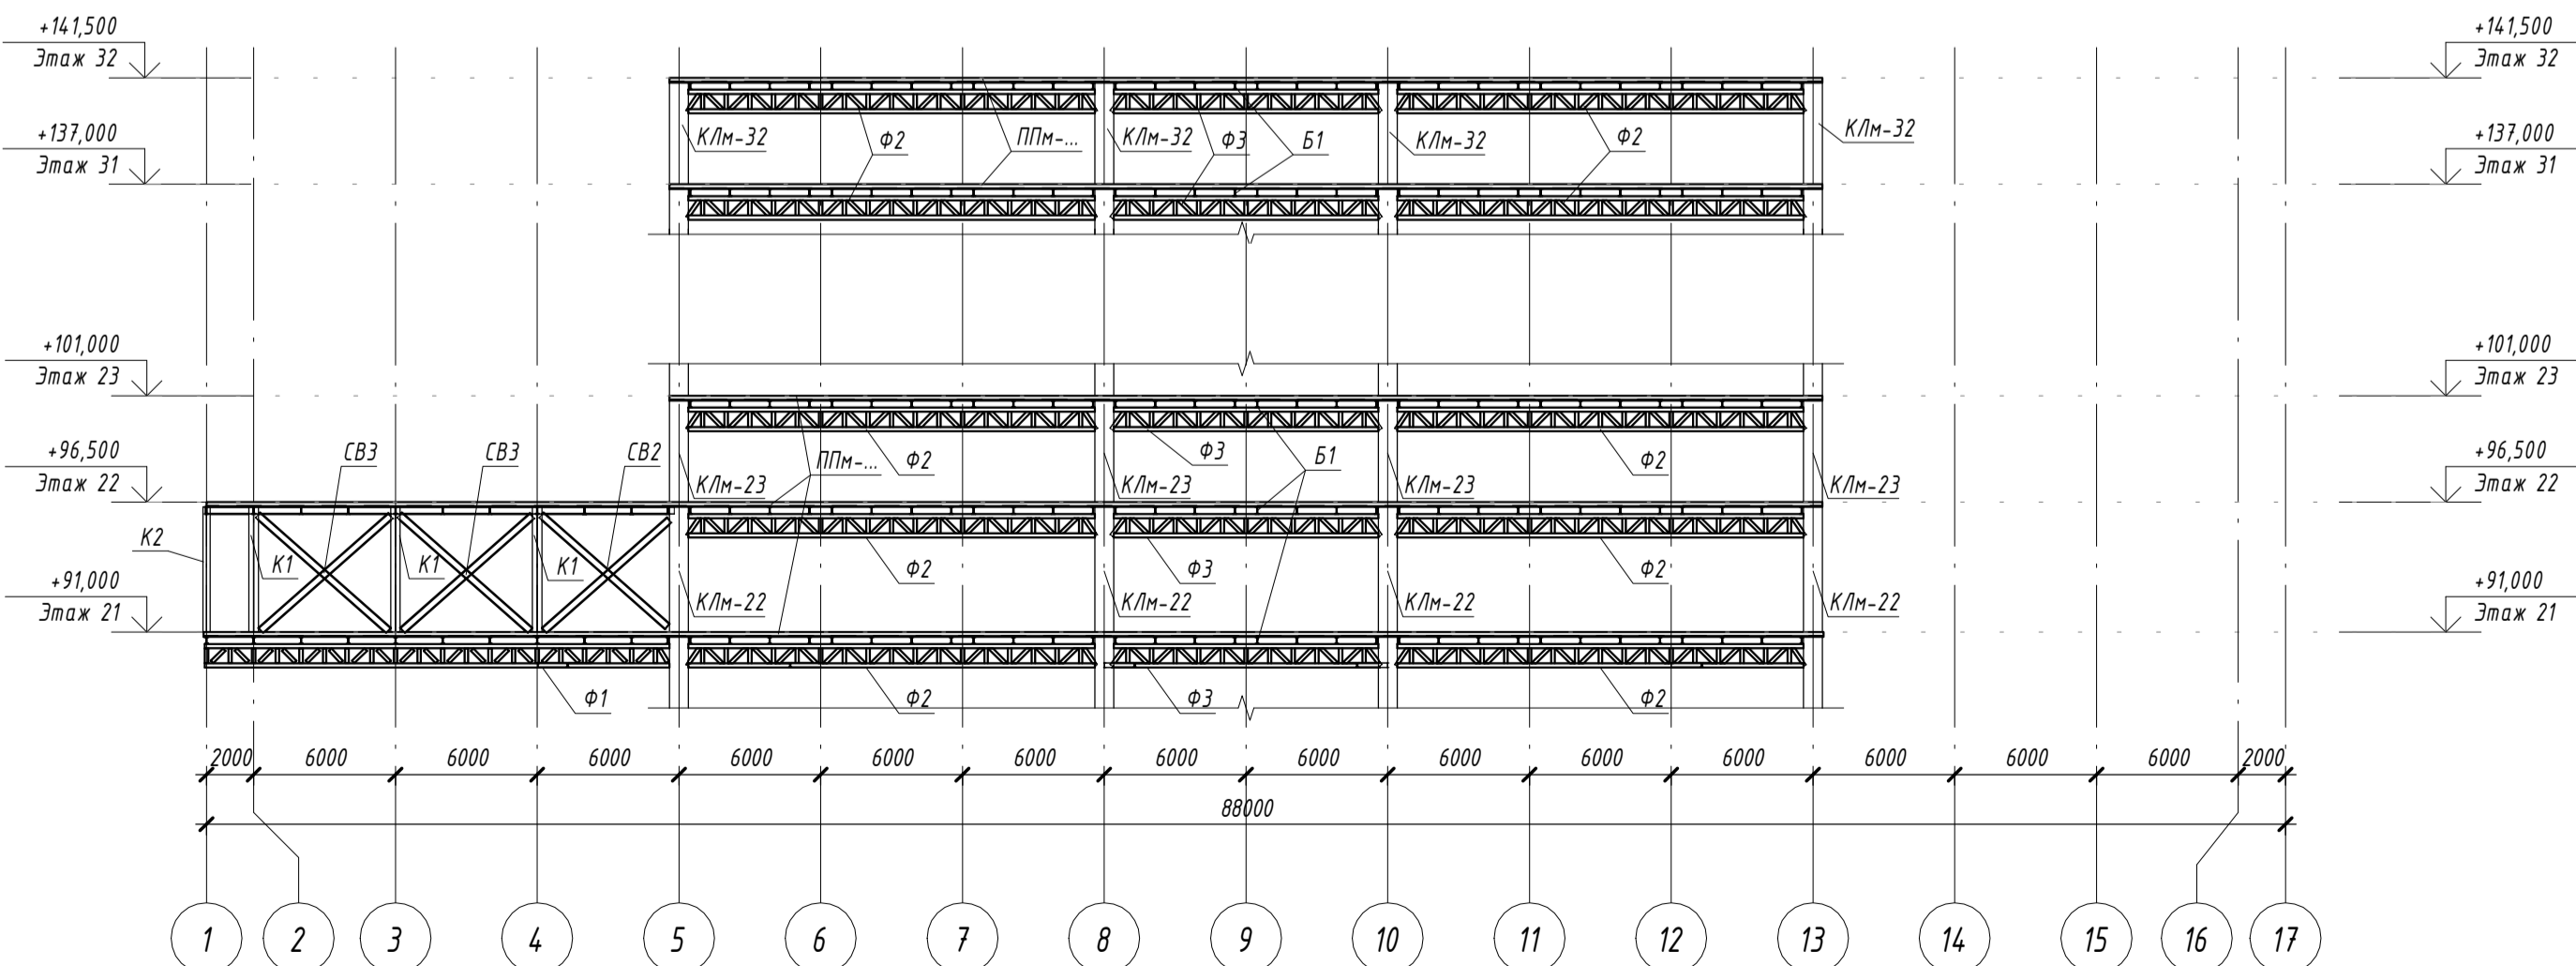 +141,500
Этаж 32
+141,500
Этаж 32
+137,000
Этаж 31
КЛм-32
Ф2
ППм-...
КЛм-32
Ф3
Б1
КЛм-32
Ф2
КЛм-32
+137,000
Этаж 31
+101,000
Этаж 23
+101,000
Этаж 23
+96,500
Этаж 22
СВ3
СВ3
СВ2
ППм-...
Ф2
Ф3
Б1
Ф2
+96,500
Этаж 22
КЛм-23
КЛм-23
КЛм-23
КЛм-23
К2
К1
К1
К1
Ф2
Ф3
Ф2
+91,000
Этаж 21
КЛм-22
КЛм-22
КЛм-22
КЛм-22
+91,000
Этаж 21
Ф1
Ф2
Ф3
Ф2
2000 6000 6000 6000 6000 6000 6000 6000 6000 6000 6000 6000 6000 6000 6000 2000
88000
1 2 3 4 5 6 7 8 9 10 11 12 13 14 15 16 17